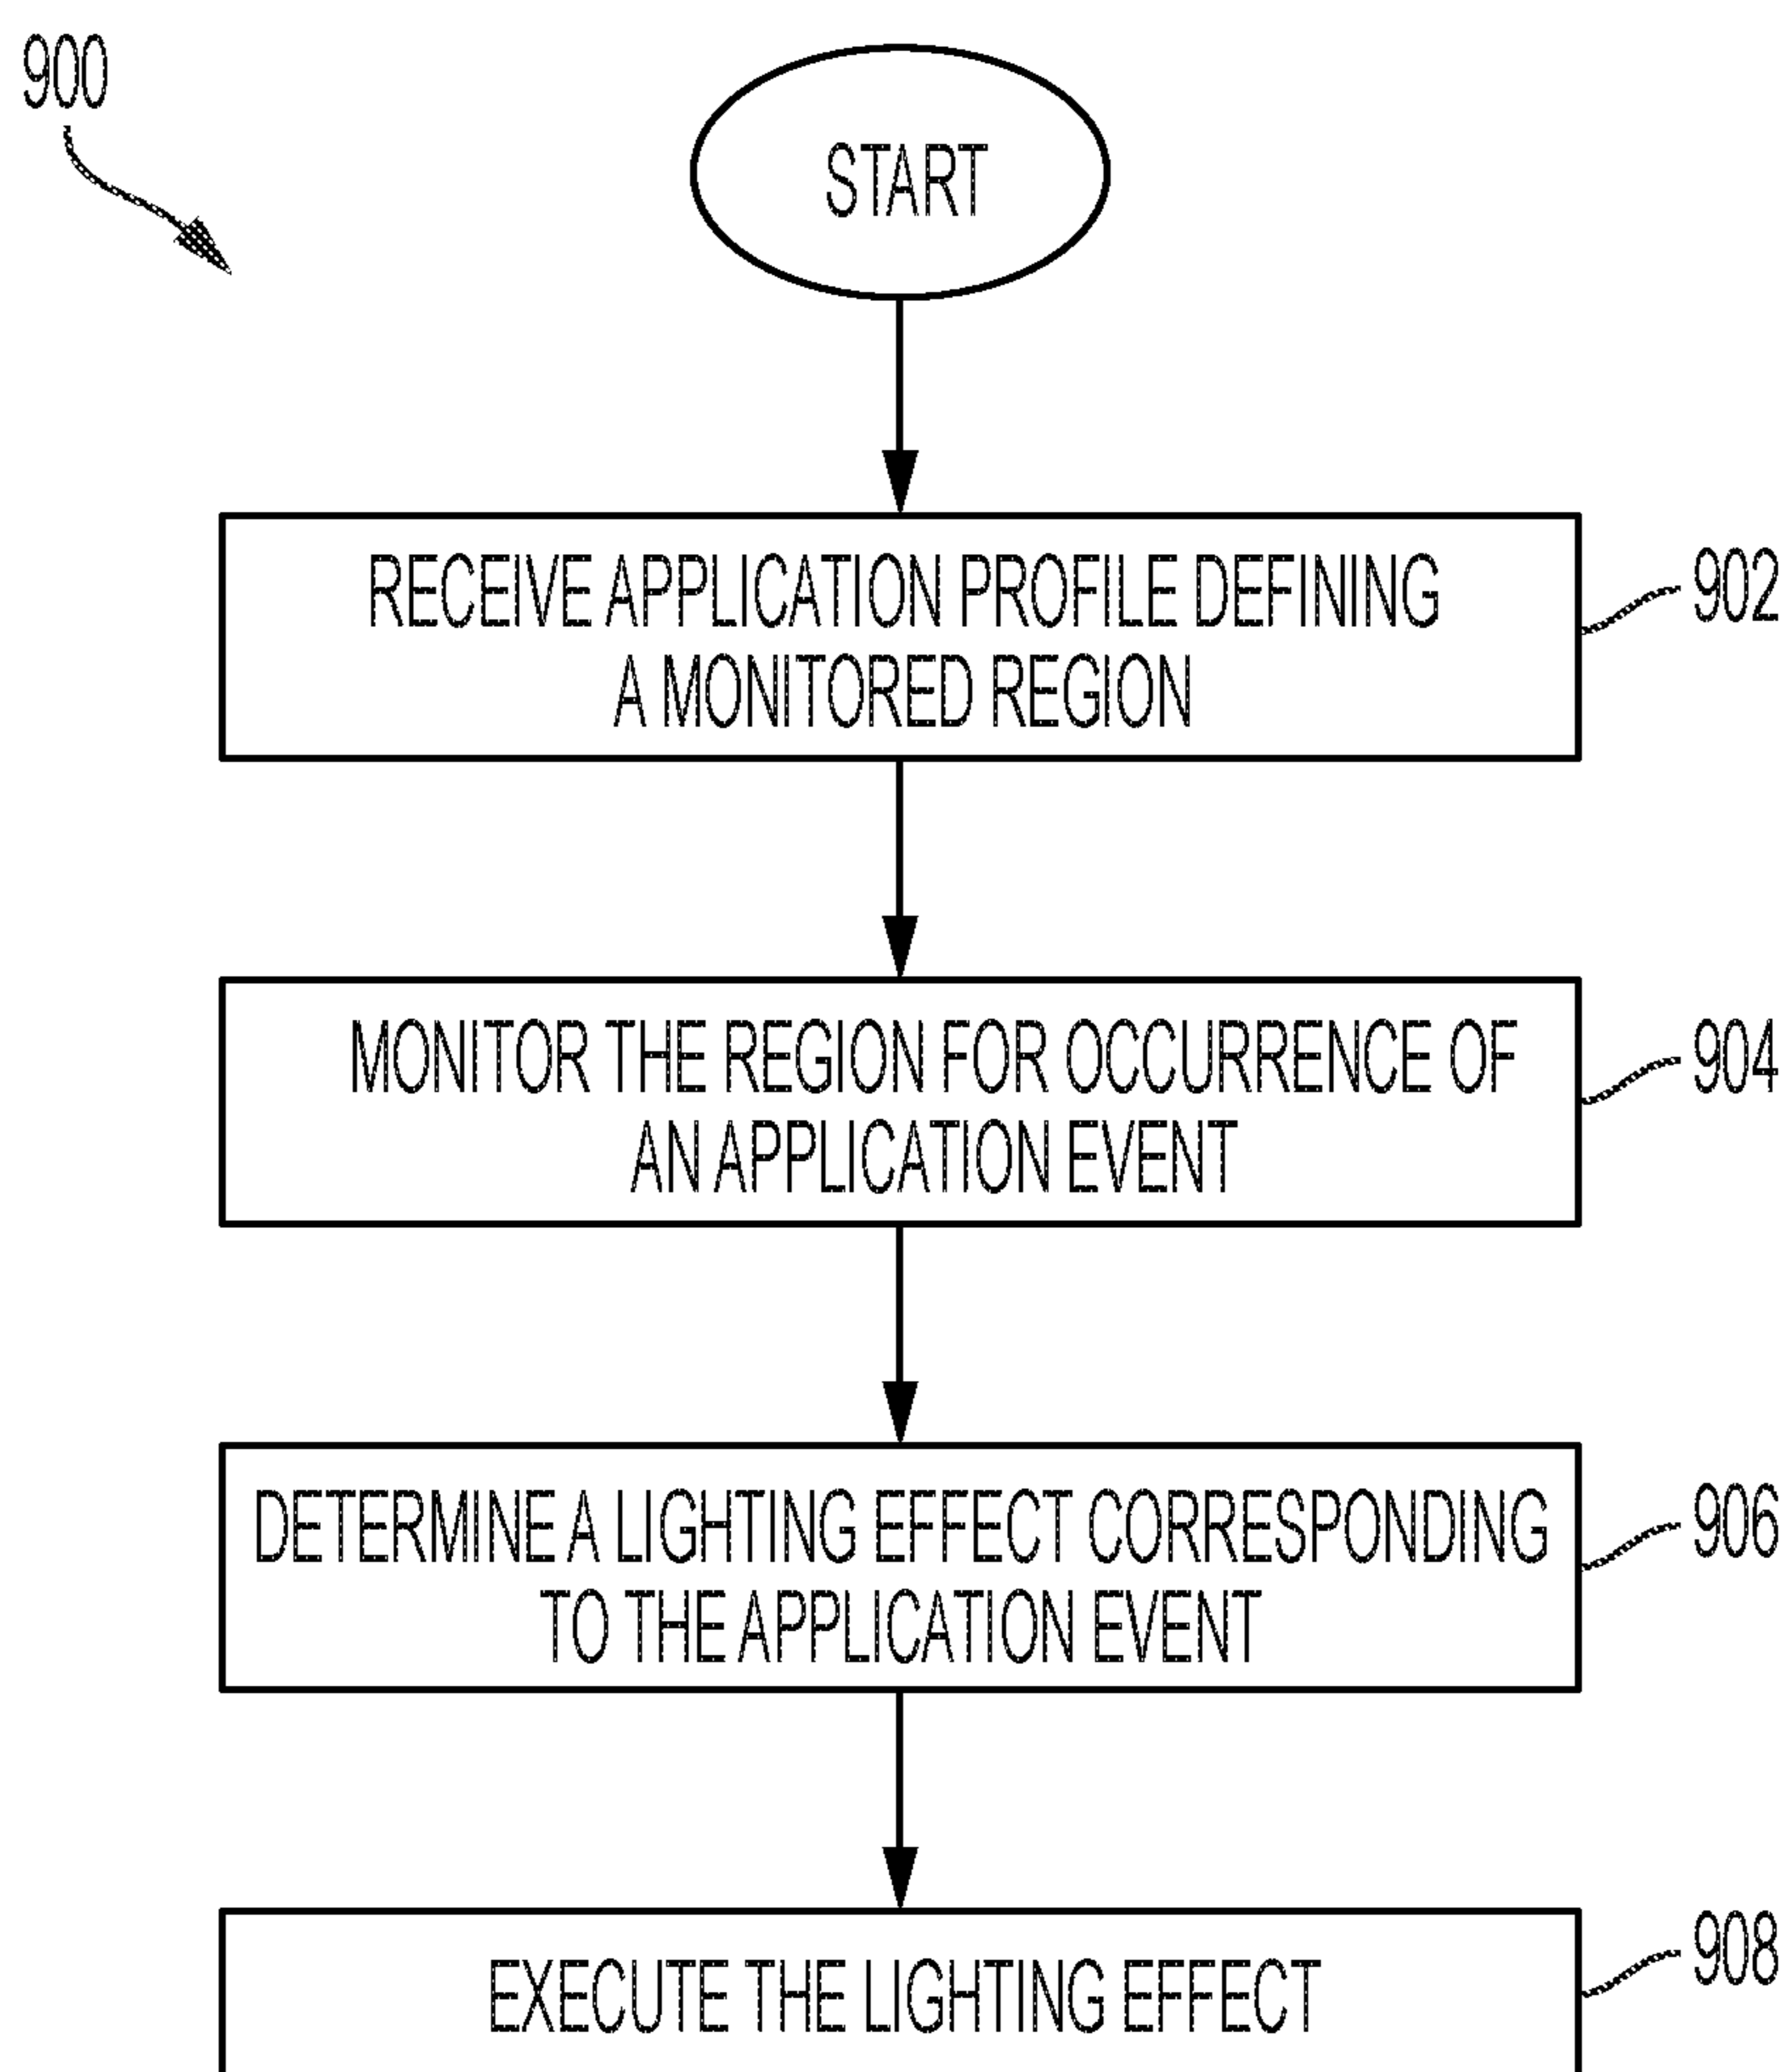 900
START
RECEIVE APPLICATION PROFILE DEFINING
A MONITORED REGION
902
MONITOR THE REGION FOR OCCURRENCE OF
AN APPLICATION EVENT
904
DETERMINE A LIGHTING EFFECT CORRESPONDING
TO THE APPLICATION EVENT
906
EXECUTE THE LIGHTING EFFECT
908